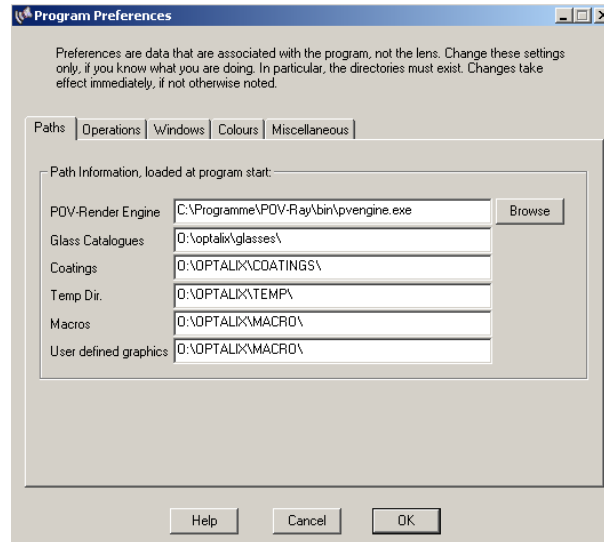 Program Preferences
Preferences are data that are associated with the program, not the lens. Change these settings
only, if you know what you are doing. In particular, the directories must exist. Changes take
effect immediately, if not otherwise noted.
Paths Operations Windows Colours Miscellaneous
Path Information, loaded at program start:
POV-Render Engine C:\Programme\POV-Ray\bin\pvengine.exe Browse
Glass Catalogues O:\optalix\glasses\
Coatings O:\OPTALIX\COATINGS\
Temp Dir. O:\OPTALIX\TEMP\
Macros O:\OPTALIX\MACRO\
User defined graphics O:\OPTALIX\MACRO\
Help Cancel OK